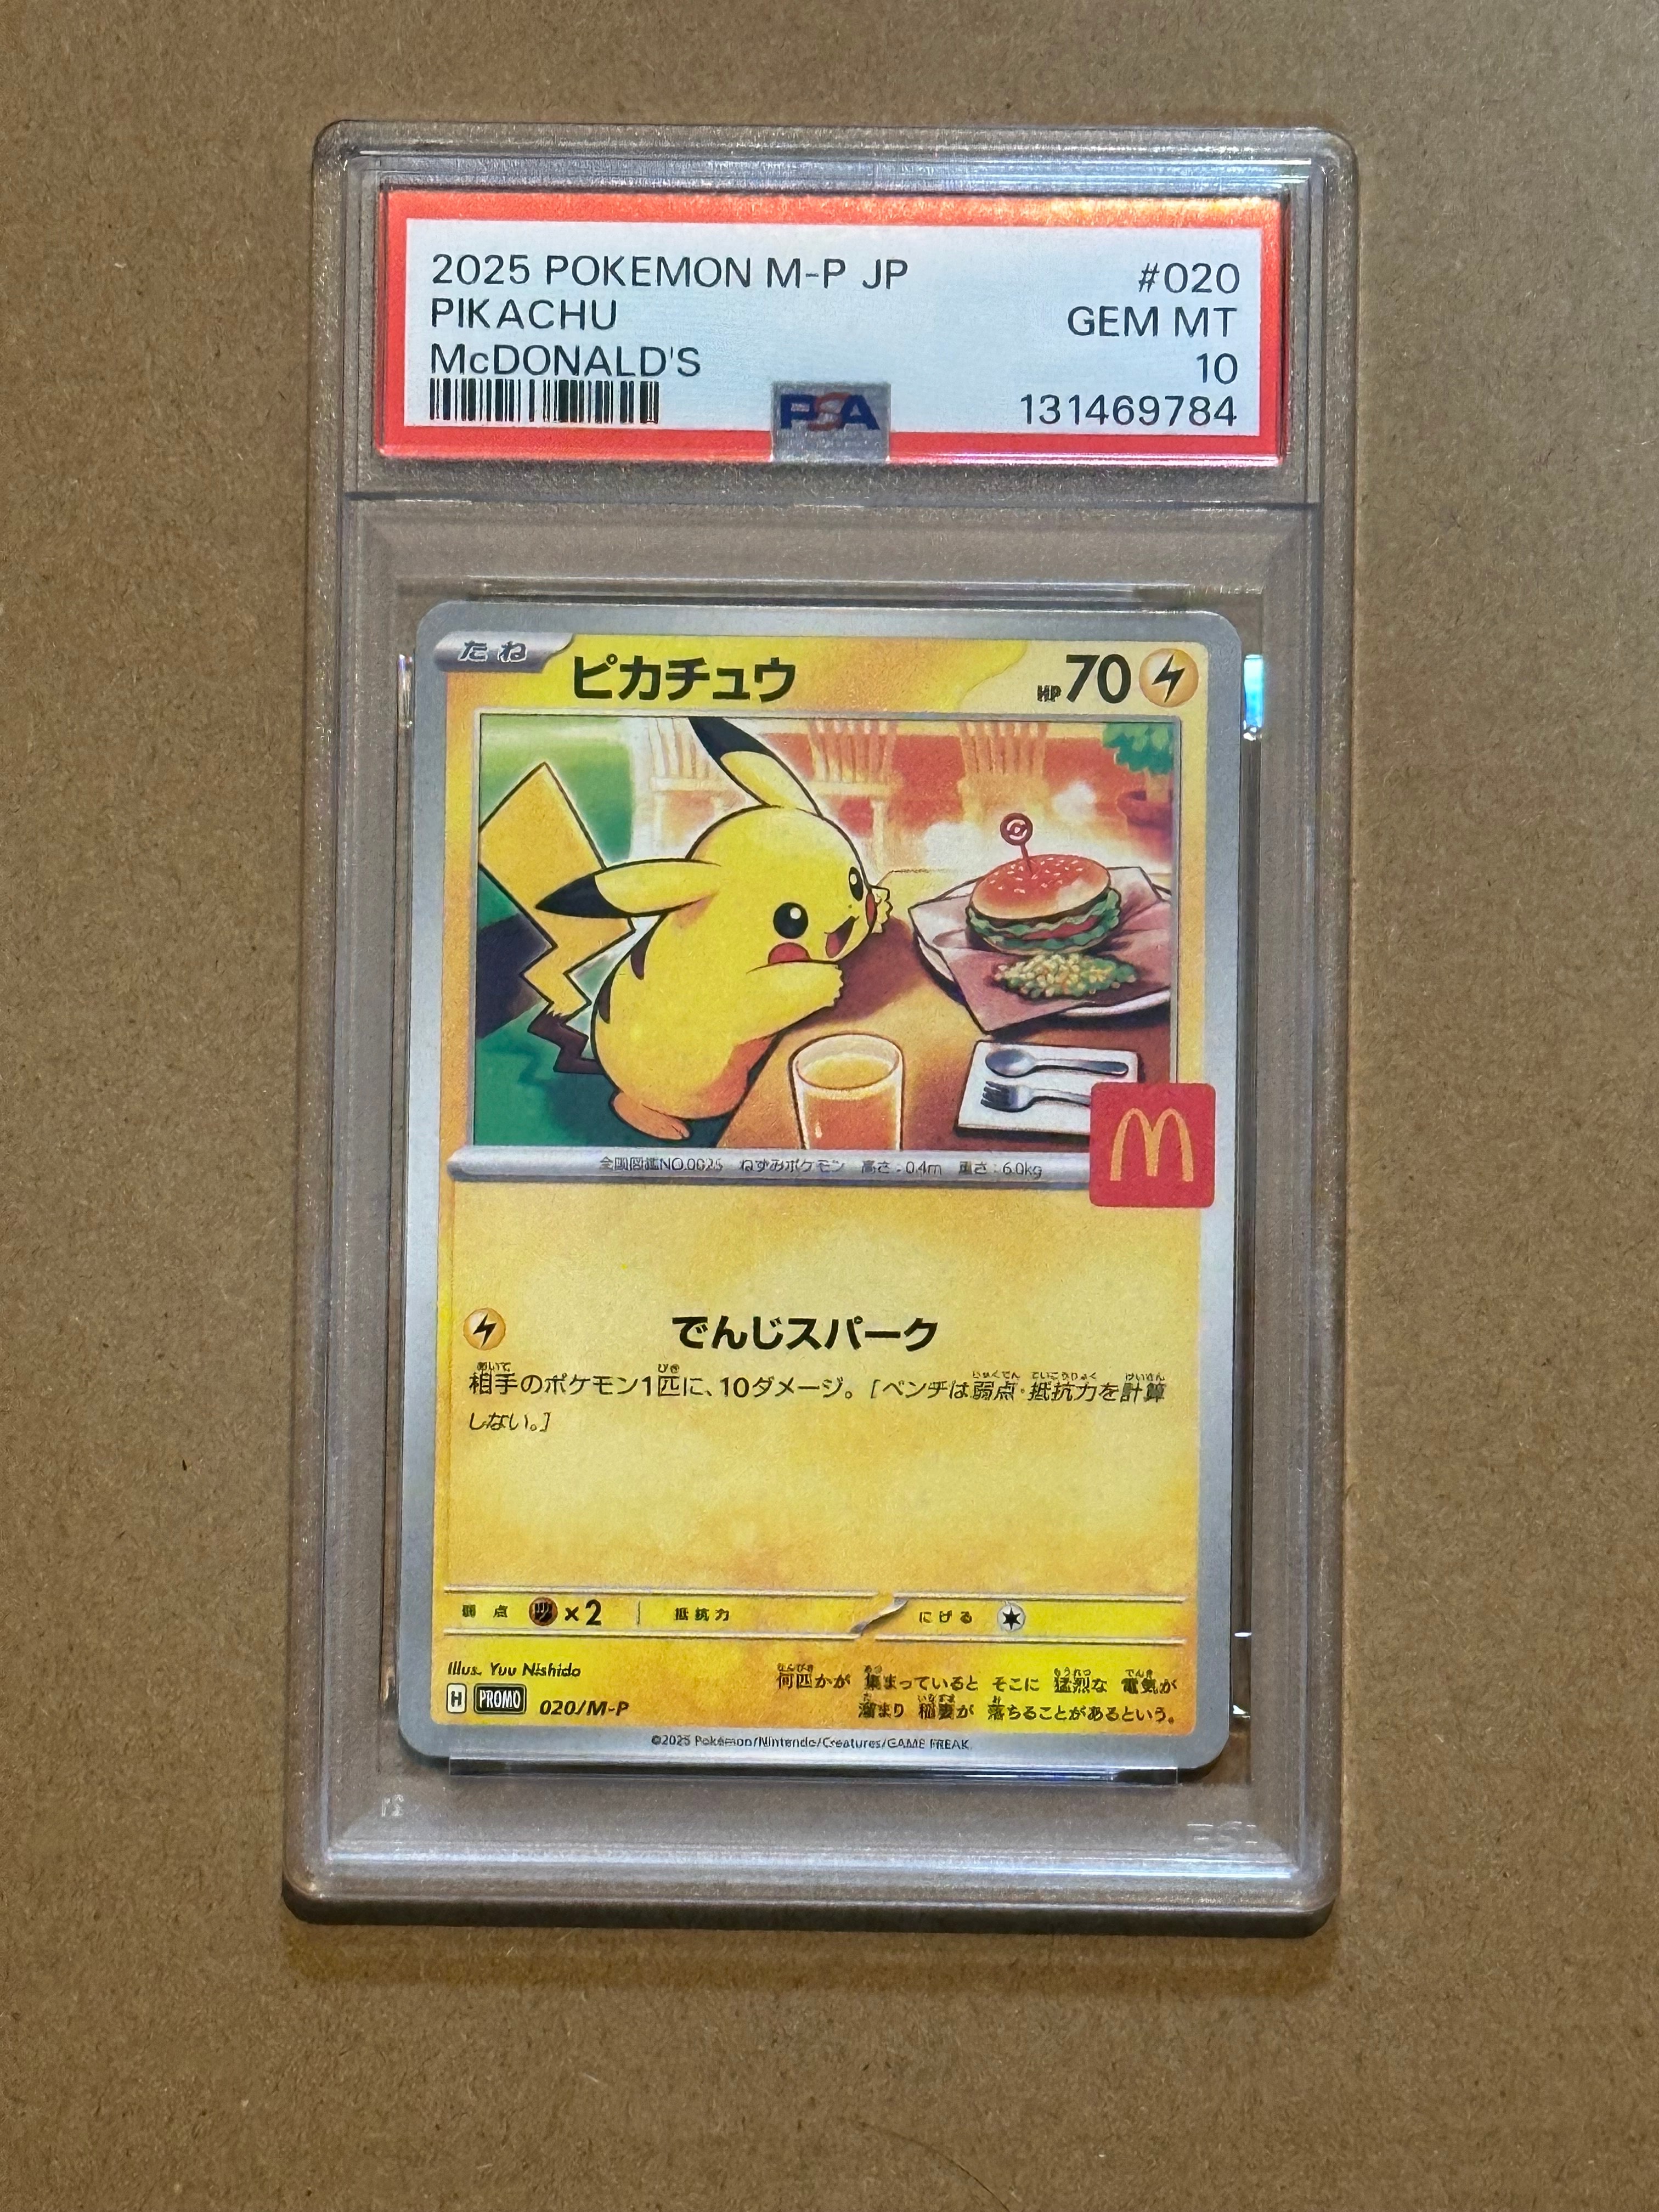 2025 POKEMON M-P JP #020
PIKACHU GEM MT
McDONALD'S 10
PSA 131469784
たね ピカチュウ HP70
全国図鑑NO.0025 ねずみポケモン 高さ:0.4m 重さ:6.0kg
でんじスパーク
相手のポケモン1匹に、10ダメージ。[ベンチは弱点・抵抗力を計算
しない。]
弱点 ×2 抵抗力 にげる
Illus. Yuu Nishida
何匹かが 集まっていると そこに 猛烈な 電気が
H PROMO 020/M-P
溜まり 稲妻が 落ちることがあるという。
©2025 Pokémon/Nintendo/Creatures/GAME FREAK.